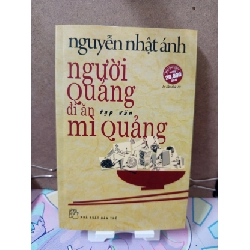 nguyễn nhật ánh
người
quảng
đi ăn tạp văn
mì quảng
NHÀ XUẤT BẢN TRẺ